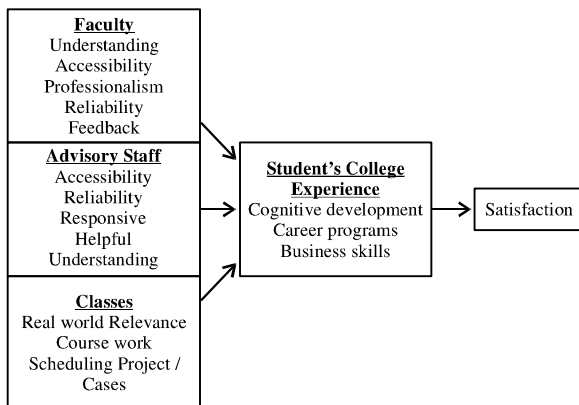 Faculty
Understanding
Accessibility
Professionalism
Reliability
Feedback
Advisory Staff
Accessibility
Reliability
Responsive
Helpful
Understanding
Classes
Real world Relevance
Course work
Scheduling Project /
Cases
Student's College
Experience
Cognitive development
Career programs
Business skills
Satisfaction